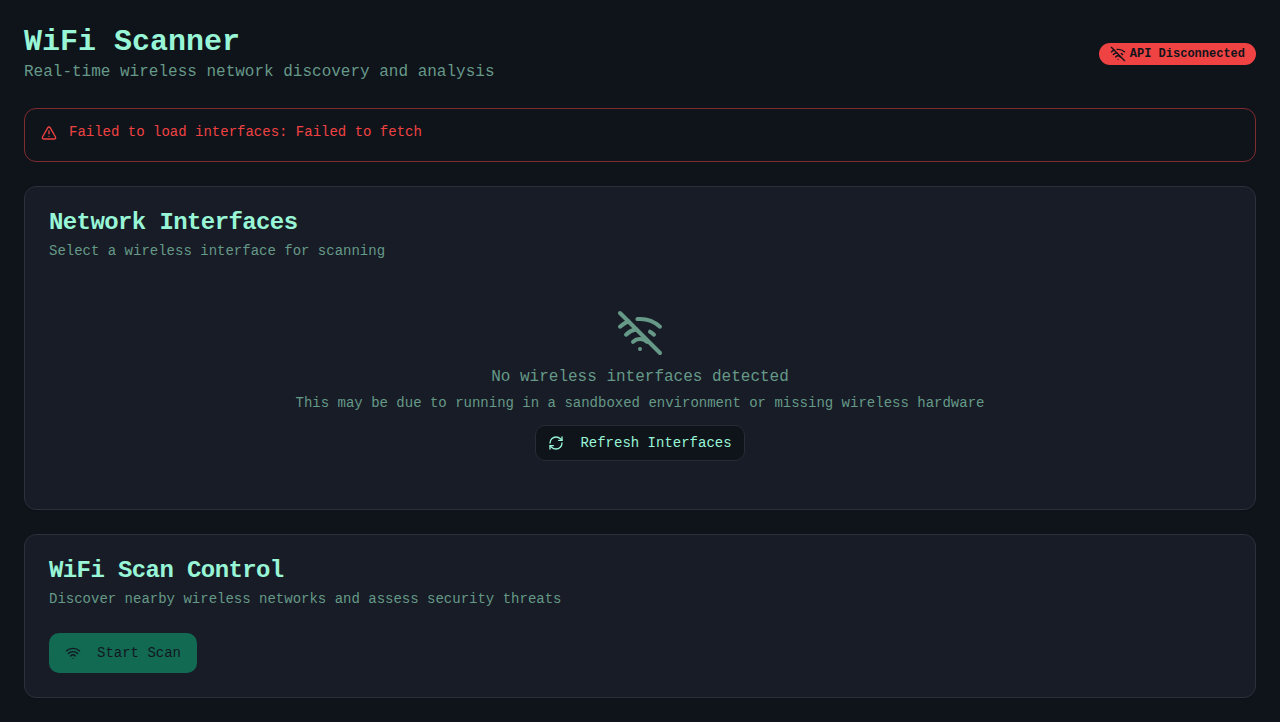 WiFi Scanner
Real-time wireless network discovery and analysis
API Disconnected
Failed to load interfaces: Failed to fetch
Network Interfaces
Select a wireless interface for scanning
No wireless interfaces detected
This may be due to running in a sandboxed environment or missing wireless hardware
Refresh Interfaces
WiFi Scan Control
Discover nearby wireless networks and assess security threats
Start Scan